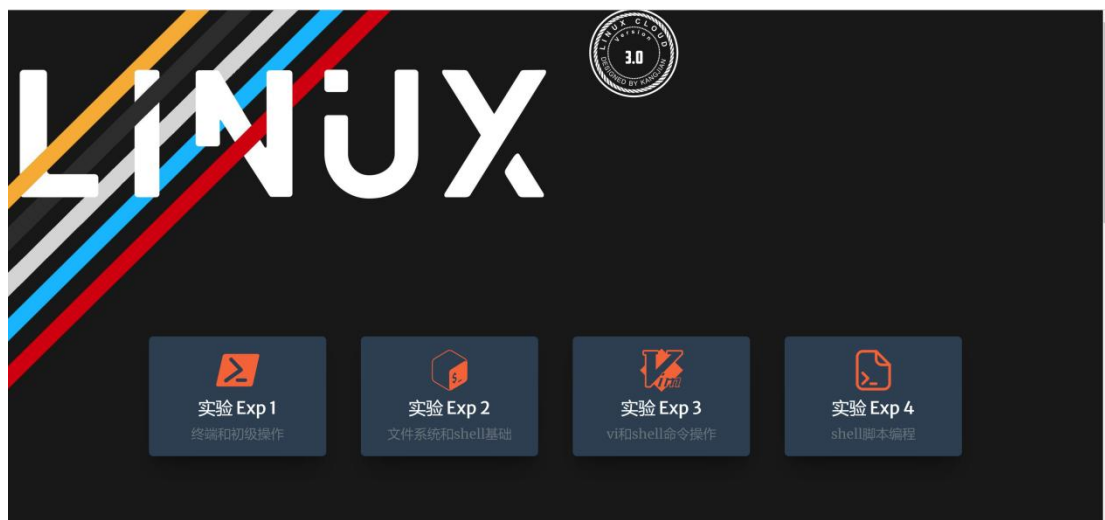 LINUX
LINUX CLOUD
Version
3.0
DESIGNED BY KANGJIAN
实验 Exp 1
终端和初级操作
$_
实验 Exp 2
文件系统和shell基础
Vim
实验 Exp 3
vi和shell命令操作
>_
实验 Exp 4
shell脚本编程